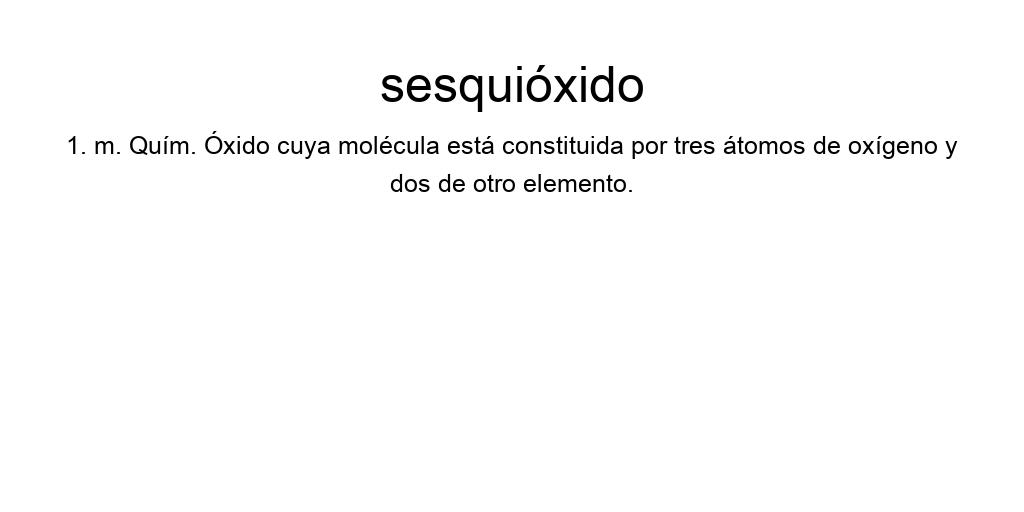 sesquióxido
1. m. Quím. Óxido cuya molécula está constituida por tres átomos de oxígeno y
dos de otro elemento.